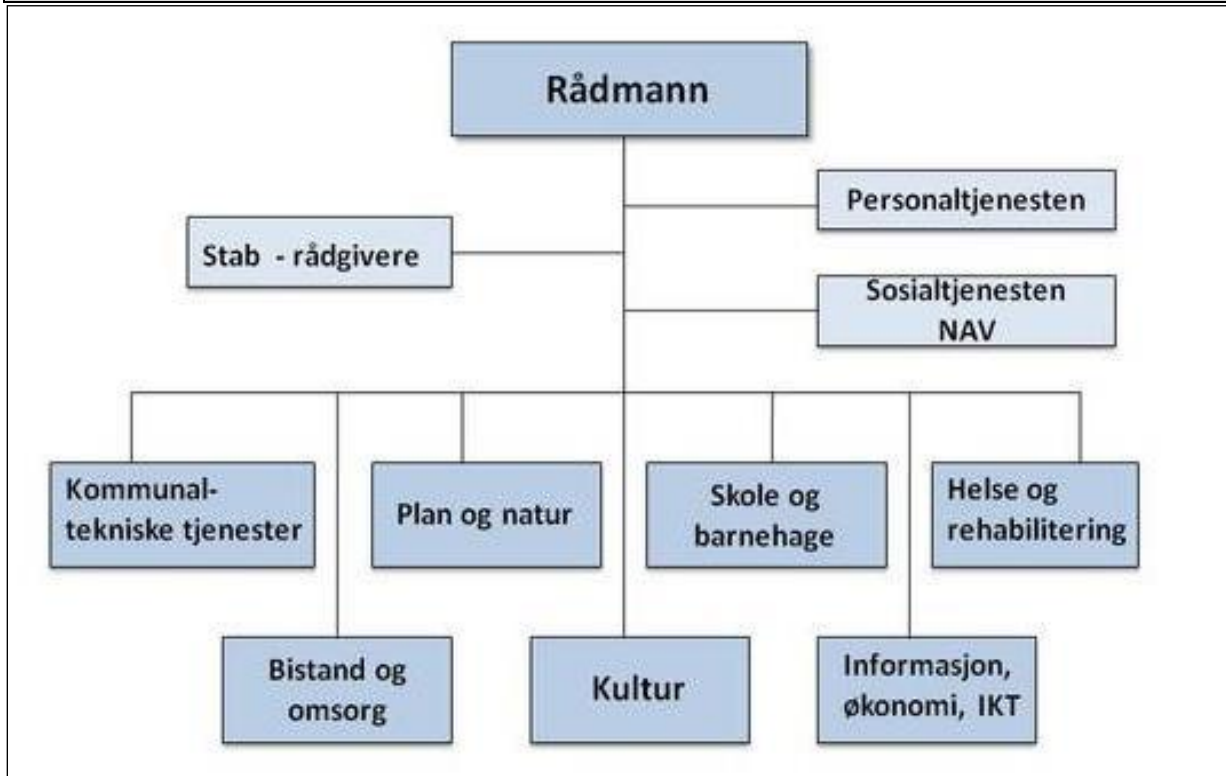 Rådmann
Personaltjenesten
Stab - rådgivere
Sosialtjenesten
NAV
Kommunal-
tekniske tjenester
Plan og natur
Skole og
barnehage
Helse og
rehabilitering
Bistand og
omsorg
Kultur
Informasjon,
økonomi, IKT